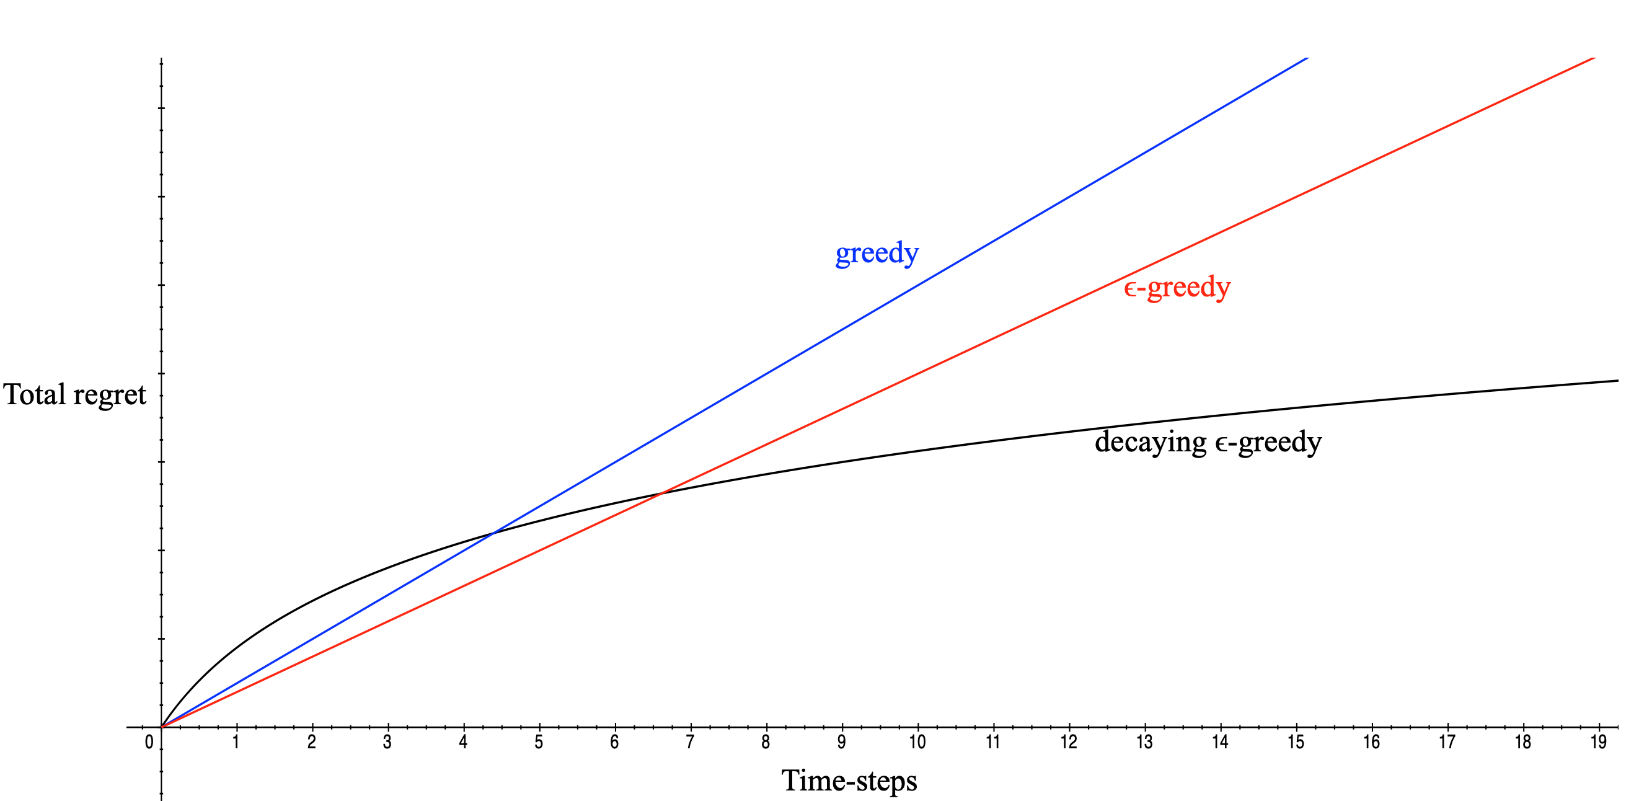 greedy
ϵ-greedy
Total regret
decaying ϵ-greedy
0 1 2 3 4 5 6 7 8 9 10 11 12 13 14 15 16 17 18 19
Time-steps